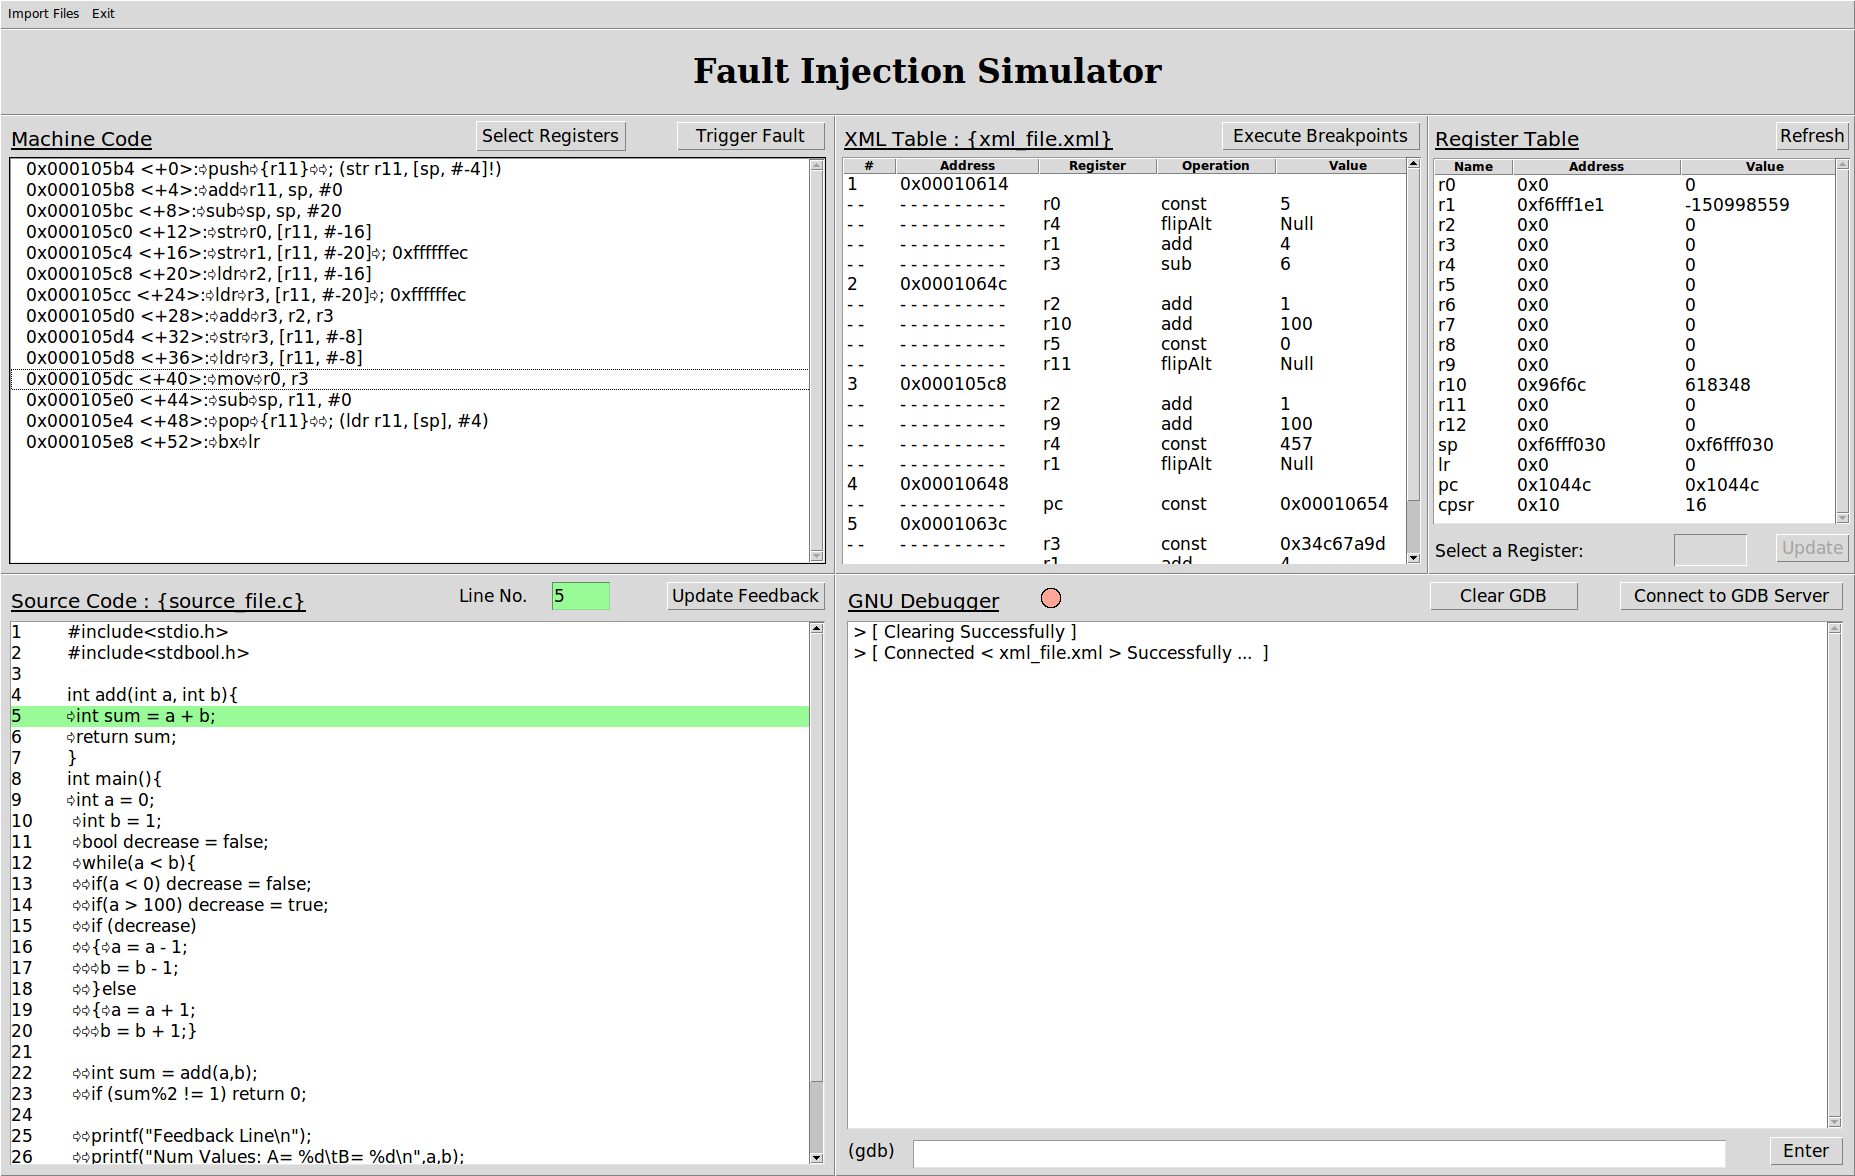 Import Files Exit
Fault Injection Simulator
Machine Code Select Registers Trigger Fault
0x000105b4 <+0>:➩push➩{r11}➩➩; (str r11, [sp, #-4]!)
0x000105b8 <+4>:➩add➩r11, sp, #0
0x000105bc <+8>:➩sub➩sp, sp, #20
0x000105c0 <+12>:➩str➩r0, [r11, #-16]
0x000105c4 <+16>:➩str➩r1, [r11, #-20]➩; 0xffffffec
0x000105c8 <+20>:➩ldr➩r2, [r11, #-16]
0x000105cc <+24>:➩ldr➩r3, [r11, #-20]➩; 0xffffffec
0x000105d0 <+28>:➩add➩r3, r2, r3
0x000105d4 <+32>:➩str➩r3, [r11, #-8]
0x000105d8 <+36>:➩ldr➩r3, [r11, #-8]
0x000105dc <+40>:➩mov➩r0, r3
0x000105e0 <+44>:➩sub➩sp, r11, #0
0x000105e4 <+48>:➩pop➩{r11}➩➩; (ldr r11, [sp], #4)
0x000105e8 <+52>:➩bx➩lr
XML Table : {xml_file.xml} Execute Breakpoints
# Address Register Operation Value
1 0x00010614
-- ---------- r0 const 5
-- ---------- r4 flipAlt Null
-- ---------- r1 add 4
-- ---------- r3 sub 6
2 0x0001064c
-- ---------- r2 add 1
-- ---------- r10 add 100
-- ---------- r5 const 0
-- ---------- r11 flipAlt Null
3 0x000105c8
-- ---------- r2 add 1
-- ---------- r9 add 100
-- ---------- r4 const 457
-- ---------- r1 flipAlt Null
4 0x00010648
-- ---------- pc const 0x00010654
5 0x0001063c
-- ---------- r3 const 0x34c67a9d
r1 add 4
Register Table Refresh
Name Address Value
r0 0x0 0
r1 0xf6fff1e1 -150998559
r2 0x0 0
r3 0x0 0
r4 0x0 0
r5 0x0 0
r6 0x0 0
r7 0x0 0
r8 0x0 0
r9 0x0 0
r10 0x96f6c 618348
r11 0x0 0
r12 0x0 0
sp 0xf6fff030 0xf6fff030
lr 0x0 0
pc 0x1044c 0x1044c
cpsr 0x10 16
Select a Register: Update
Source Code : {source_file.c} Line No. 5 Update Feedback
1 #include<stdio.h>
2 #include<stdbool.h>
3
4 int add(int a, int b){
5 ➩int sum = a + b;
6 ➩return sum;
7 }
8 int main(){
9 ➩int a = 0;
10 ➩int b = 1;
11 ➩bool decrease = false;
12 ➩while(a < b){
13 ➩➩if(a < 0) decrease = false;
14 ➩➩if(a > 100) decrease = true;
15 ➩➩if (decrease)
16 ➩➩{➩a = a - 1;
17 ➩➩➩b = b - 1;
18 ➩➩}else
19 ➩➩{➩a = a + 1;
20 ➩➩➩b = b + 1;}
21
22 ➩➩int sum = add(a,b);
23 ➩➩if (sum%2 != 1) return 0;
24
25 ➩➩printf("Feedback Line\n");
26 ➩➩printf("Num Values: A= %d\tB= %d\n",a,b);
GNU Debugger Clear GDB Connect to GDB Server
> [ Clearing Successfully ]
> [ Connected < xml_file.xml > Successfully ... ]
(gdb) Enter